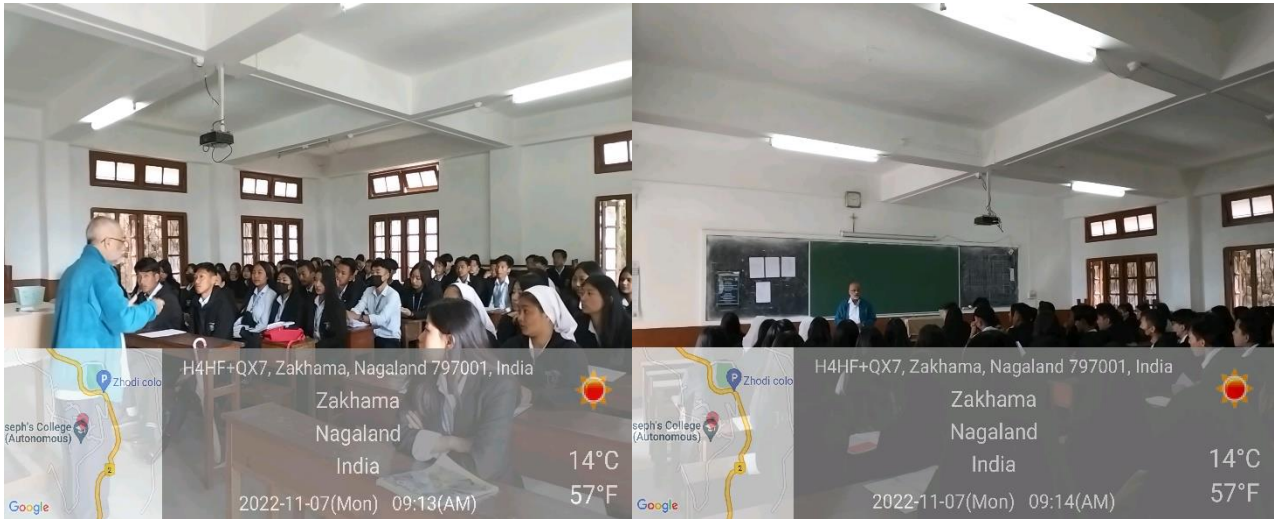 H4HF+QX7, Zakhama, Nagaland 797001, India
Zhodi colo
Zakhama
Nagaland
India
seph's College
(Autonomous)
2
14°C
57°F
Google
2022-11-07(Mon) 09:13(AM)
H4HF+QX7, Zakhama, Nagaland 797001, India
Zhodi colo
Zakhama
Nagaland
India
seph's College
(Autonomous)
2
14°C
57°F
Google
2022-11-07(Mon) 09:14(AM)